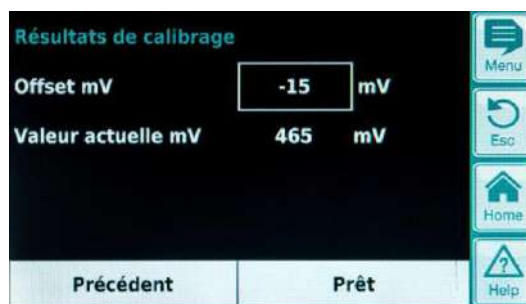 Résultats de calibrage
Offset mV -15 mV
Valeur actuelle mV 465 mV
Précédent Prêt
Menu
Esc
Home
Help